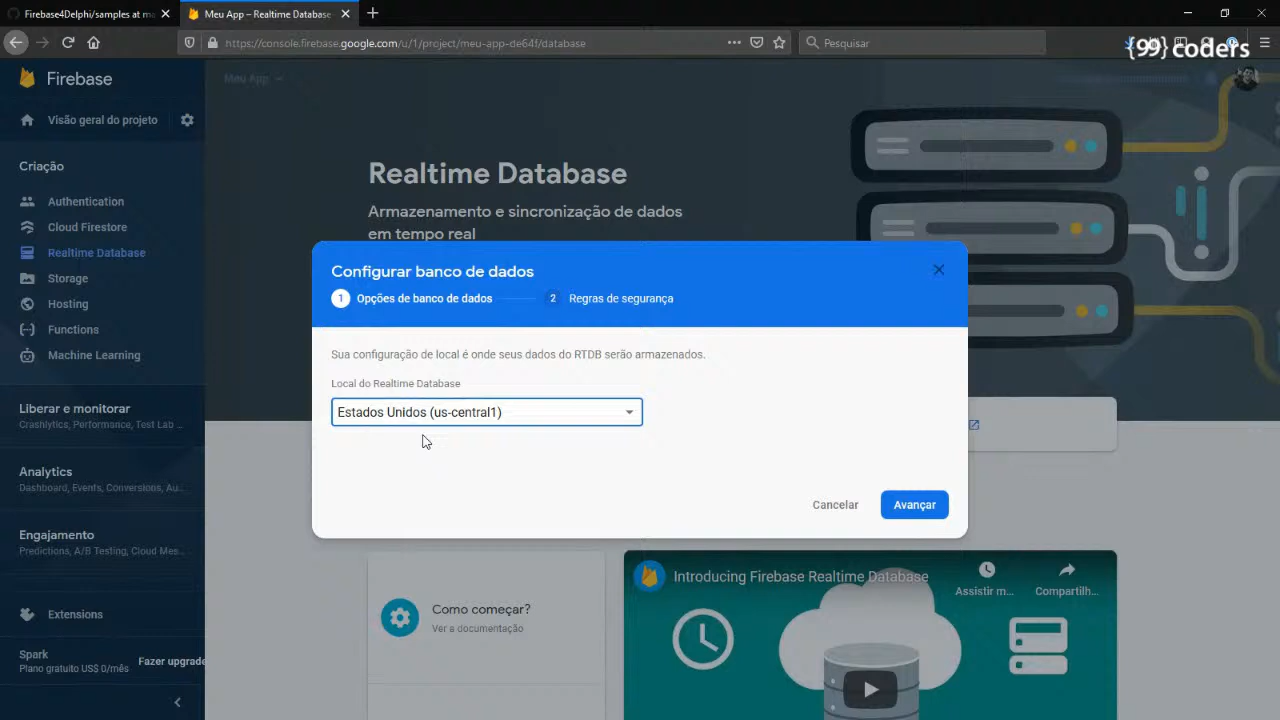 Firebase4Delphi/samples at ma
Meu App – Realtime Database
https://console.firebase.google.com/u/1/project/meu-app-de64f/database
Pesquisar
{99} coders
Firebase
Meu App
Visão geral do projeto
Criação
Authentication
Cloud Firestore
Realtime Database
Storage
Hosting
Functions
Machine Learning
Liberar e monitorar
Crashlytics, Performance, Test Lab ...
Analytics
Dashboard, Events, Conversions, Au...
Engajamento
Predictions, A/B Testing, Cloud Mes...
Extensions
Spark
Plano gratuito US$ 0/mês
Fazer upgrade
Realtime Database
Armazenamento e sincronização de dados
em tempo real
Configurar banco de dados
1 Opções de banco de dados
2 Regras de segurança
Sua configuração de local é onde seus dados do RTDB serão armazenados.
Local do Realtime Database
Estados Unidos (us-central1)
Cancelar
Avançar
Como começar?
Ver a documentação
Introducing Firebase Realtime Database
Assistir m...
Compartilh...